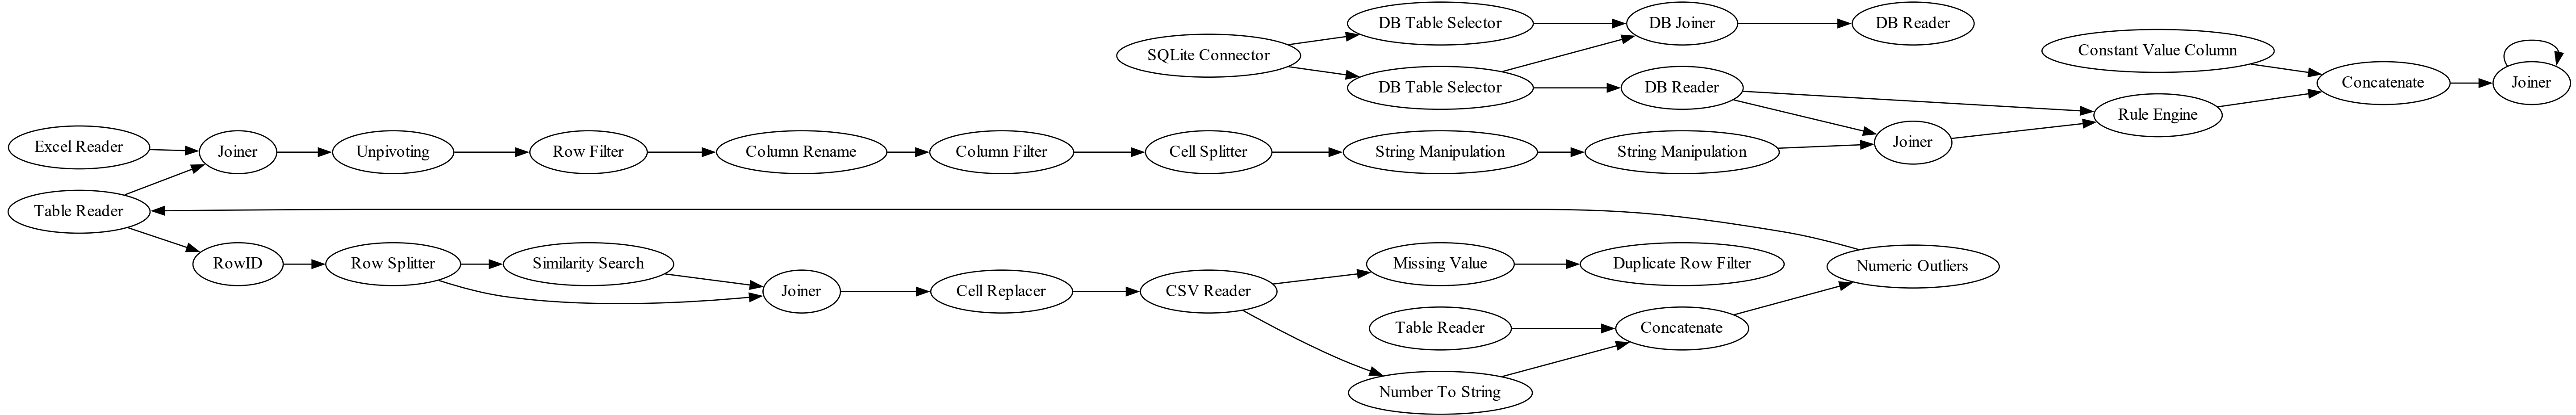 DB Table Selector
DB Joiner
DB Reader
SQLite Connector
Constant Value Column
DB Table Selector
DB Reader
Concatenate
Joiner
Rule Engine
Excel Reader
Joiner
Unpivoting
Row Filter
Column Rename
Column Filter
Cell Splitter
String Manipulation
String Manipulation
Joiner
Table Reader
RowID
Row Splitter
Similarity Search
Missing Value
Duplicate Row Filter
Numeric Outliers
Joiner
Cell Replacer
CSV Reader
Table Reader
Concatenate
Number To String